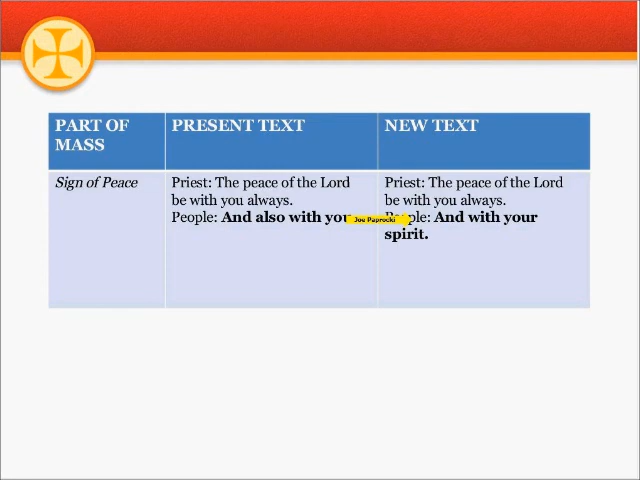 PART OF
MASS
PRESENT TEXT
NEW TEXT
Sign of Peace
Priest: The peace of the Lord
be with you always.
People: And also with you
Priest: The peace of the Lord
be with you always.
People: And with your
spirit.
Joe Paprocki